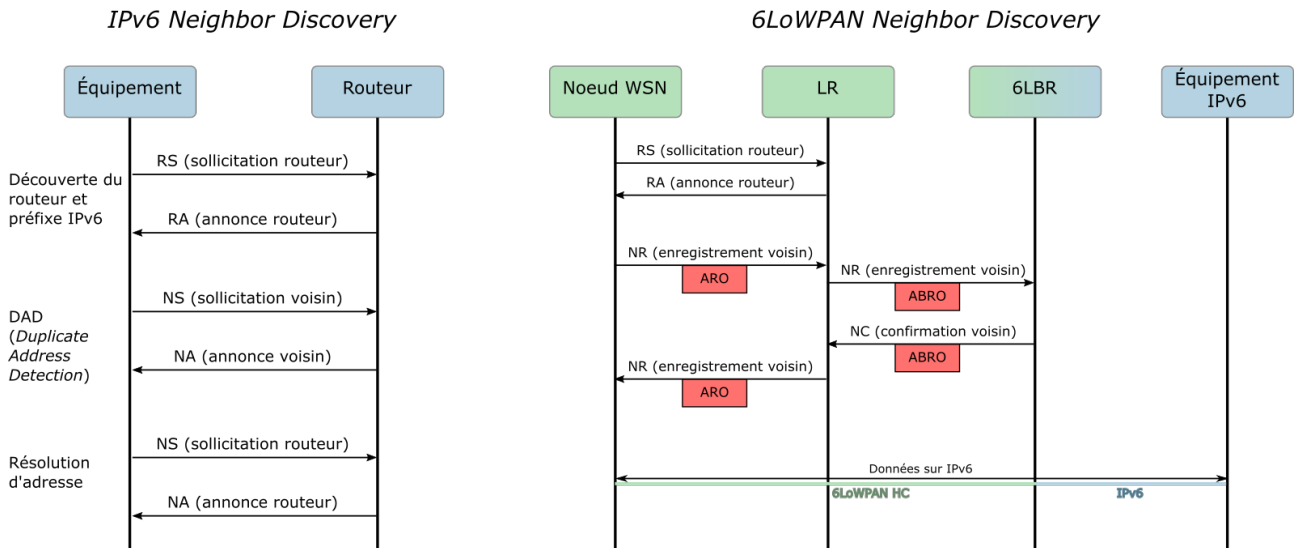 IPv6 Neighbor Discovery
Équipement
Routeur
Découverte du
routeur et
préfixe IPv6
RS (sollicitation routeur)
RA (annonce routeur)
DAD
(Duplicate
Address
Detection)
NS (sollicitation voisin)
NA (annonce voisin)
Résolution
d'adresse
NS (sollicitation routeur)
NA (annonce routeur)
6LoWPAN Neighbor Discovery
Noeud WSN
LR
6LBR
Équipement
IPv6
RS (sollicitation routeur)
RA (annonce routeur)
NR (enregistrement voisin)
ARO
NR (enregistrement voisin)
ABRO
NC (confirmation voisin)
ABRO
NR (enregistrement voisin)
ARO
Données sur IPv6
6LoWPAN HC
IPv6